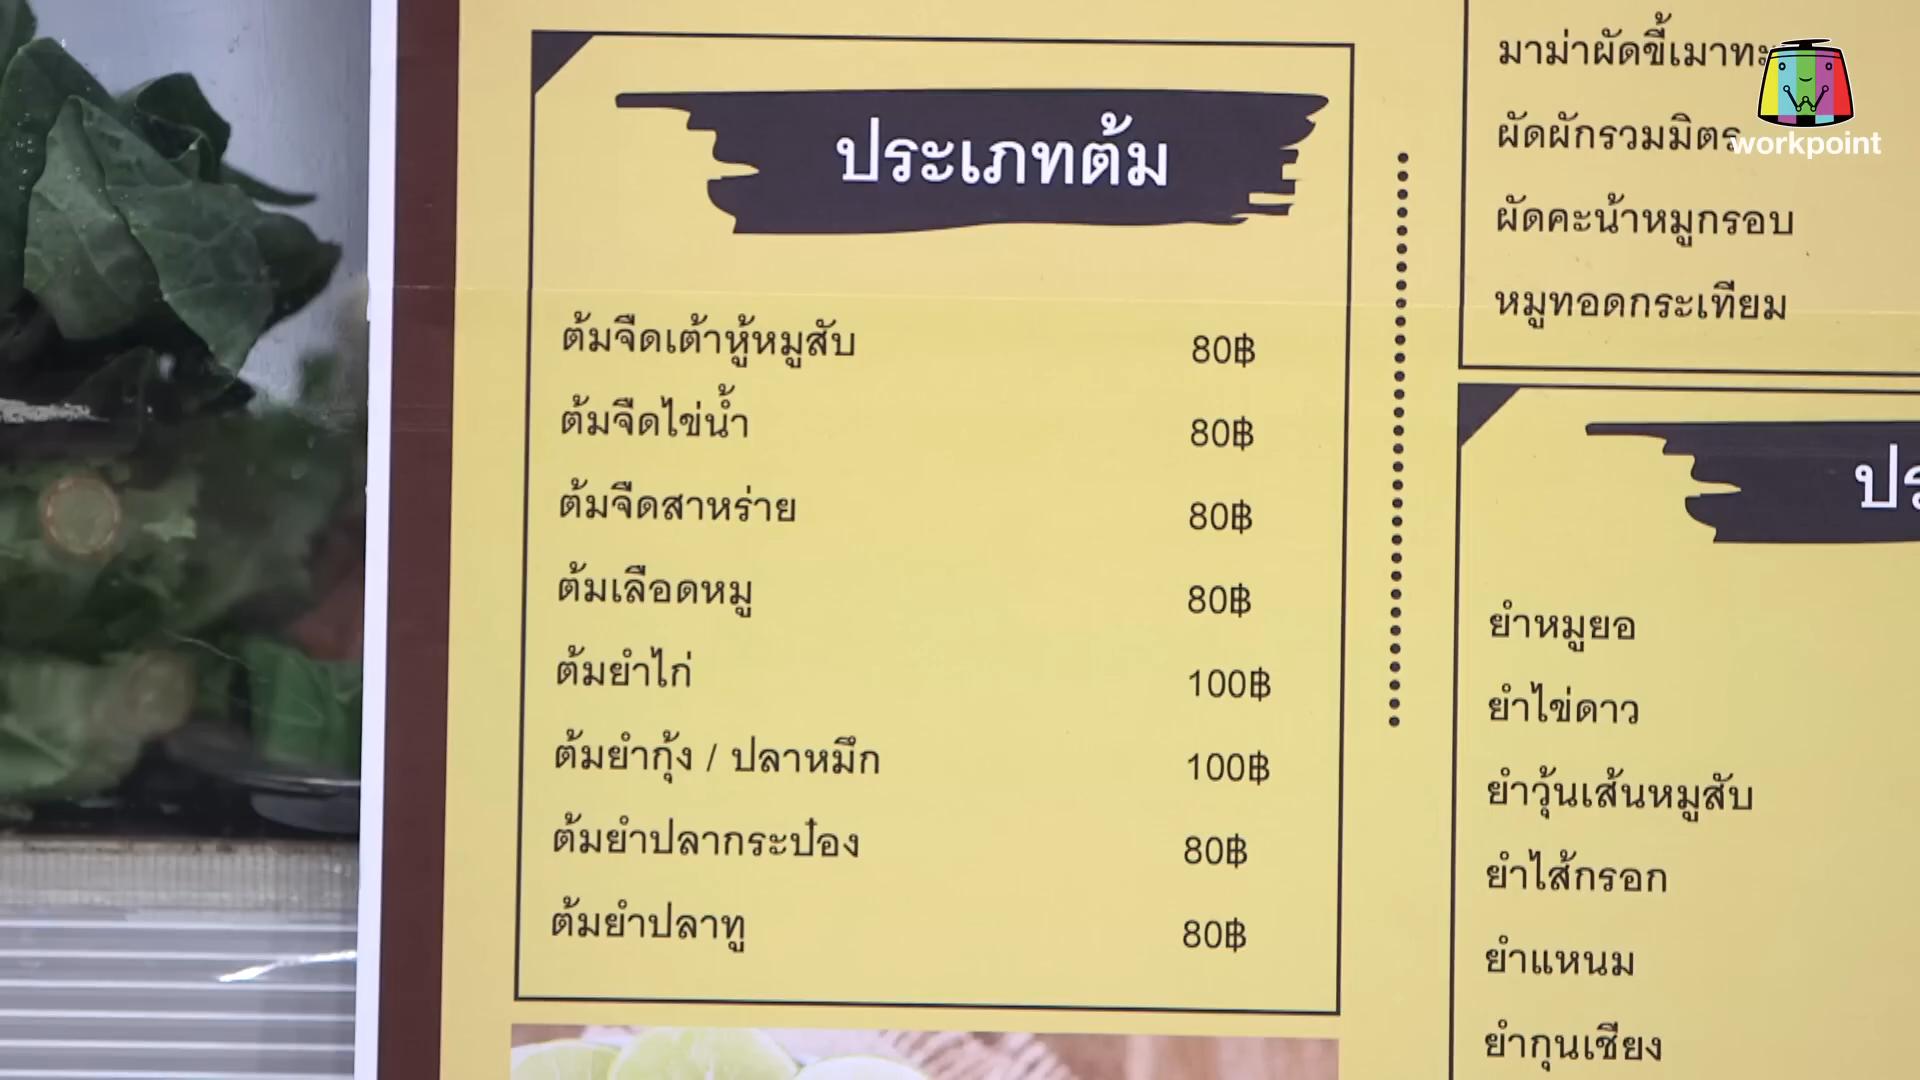 ประเภทต้ม
ต้มจืดเต้าหู้หมูสับ 80฿
ต้มจืดไข่น้ำ 80฿
ต้มจืดสาหร่าย 80฿
ต้มเลือดหมู 80฿
ต้มยำไก่ 100฿
ต้มยำกุ้ง / ปลาหมึก 100฿
ต้มยำปลากระป๋อง 80฿
ต้มยำปลาทู 80฿
มาม่าผัดขี้เมา
ผัดผักรวมมิตร
ผัดคะน้าหมูกรอบ
หมูทอดกระเทียม
ยำหมูยอ
ยำไข่ดาว
ยำวุ้นเส้นหมูสับ
ยำไส้กรอก
ยำแหนม
ยำกุนเชียง
workpoint